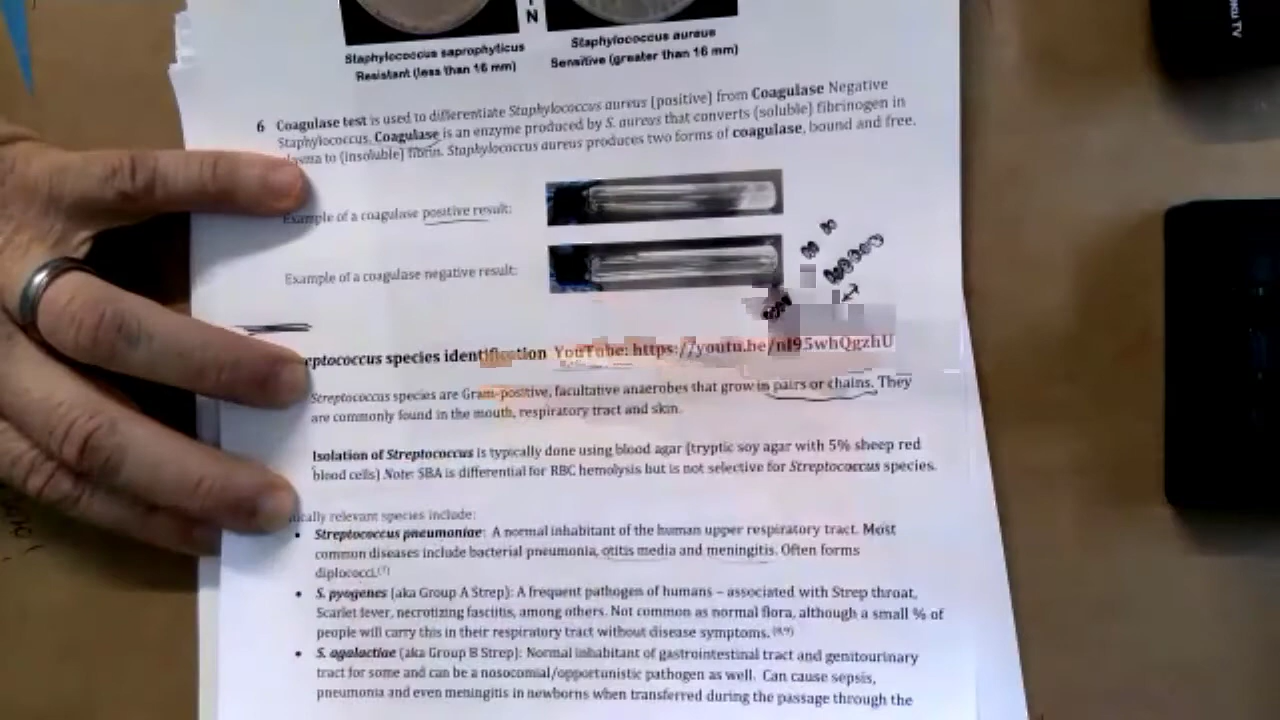 Staphylococcus saprophyticus
Resistant (less than 16 mm)
N
Staphylococcus aureus
Sensitive (greater than 16 mm)
6 Coagulase test is used to differentiate Staphylococcus aureus [positive] from Coagulase Negative
Staphylococcus. Coagulase is an enzyme produced by S. aureus that converts (soluble) fibrinogen in
plasma to (insoluble) fibrin. Staphylococcus aureus produces two forms of coagulase, bound and free.
Example of a coagulase positive result:
Example of a coagulase negative result:
eptococcus species identification YouTube: https://youtu.be/nI95whQgzhU
Streptococcus species are Gram-positive, facultative anaerobes that grow in pairs or chains. They
are commonly found in the mouth, respiratory tract and skin.
Isolation of Streptococcus is typically done using blood agar (tryptic soy agar with 5% sheep red
blood cells) Note: SBA is differential for RBC hemolysis but is not selective for Streptococcus species.
ically relevant species include:
• Streptococcus pneumoniae: A normal inhabitant of the human upper respiratory tract. Most
common diseases include bacterial pneumonia, otitis media and meningitis. Often forms
diplococci.(7)
• S. pyogenes (aka Group A Strep): A frequent pathogen of humans – associated with Strep throat,
Scarlet fever, necrotizing fasciitis, among others. Not common as normal flora, although a small % of
people will carry this in their respiratory tract without disease symptoms. (8,9)
• S. agalactiae (aka Group B Strep): Normal inhabitant of gastrointestinal tract and genitourinary
tract for some and can be a nosocomial/opportunistic pathogen as well. Can cause sepsis,
pneumonia and even meningitis in newborns when transferred during the passage through the